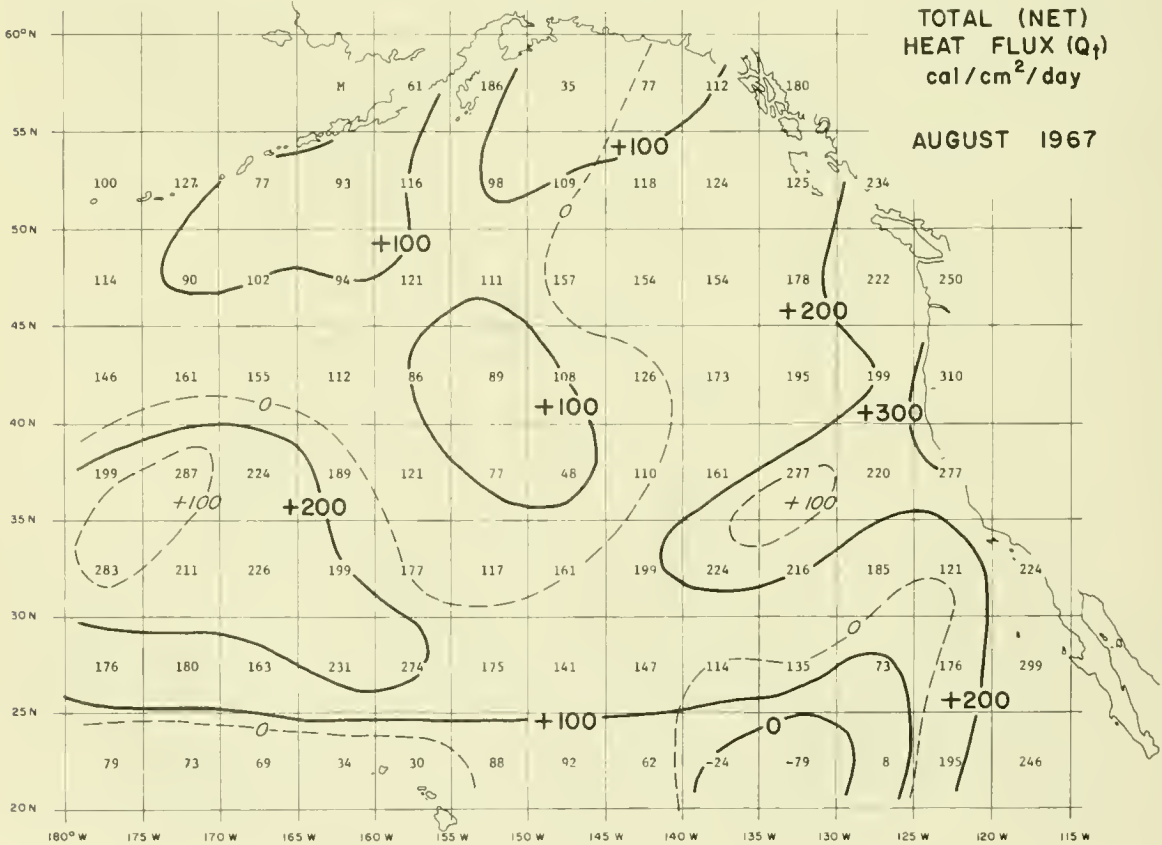 TOTAL (NET)
HEAT FLUX (Qt)
cal/cm²/day
AUGUST 1967
60°N
M 61 186 35 77 112 180
55 N
+100
100 127 77 93 116 98 109 118 124 125 234
0
50 N
+100
114 90 102 94 121 111 157 154 154 178 222 250
+200
45 N
146 161 155 112 86 89 108 126 173 195 199 310
0
+100
+300
40 N
199 287 224 189 121 77 48 110 161 277 220 277
+100
+200
+100
35 N
283 211 226 199 177 117 161 199 224 216 185 121 224
30 N
0
176 180 163 231 274 175 141 147 114 135 73 176 299
+200
25 N
0
+100
0
79 73 69 34 30 88 92 62 -24 -79 8 195 246
20 N
180°W 175 W 170 W 165 W 160 W 155 W 150 W 145 W 140 W 135 W 130 W 125 W 120 W 115 W